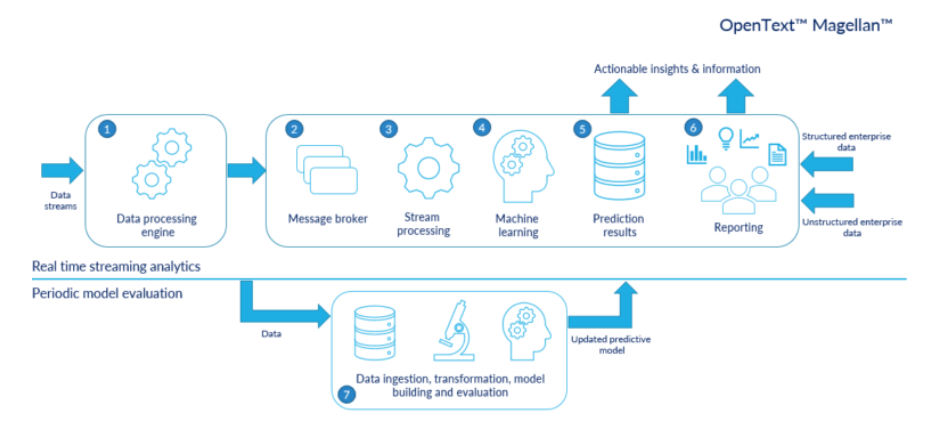 OpenText™ Magellan™
Actionable insights & information
1
2
3
4
5
6
Data
streams
Data processing
engine
Message broker
Stream
processing
Machine
learning
Prediction
results
Reporting
Structured enterprise
data
Unstructured enterprise
data
Real time streaming analytics
Periodic model evaluation
Data
Updated predictive
model
Data ingestion, transformation, model
building and evaluation
7